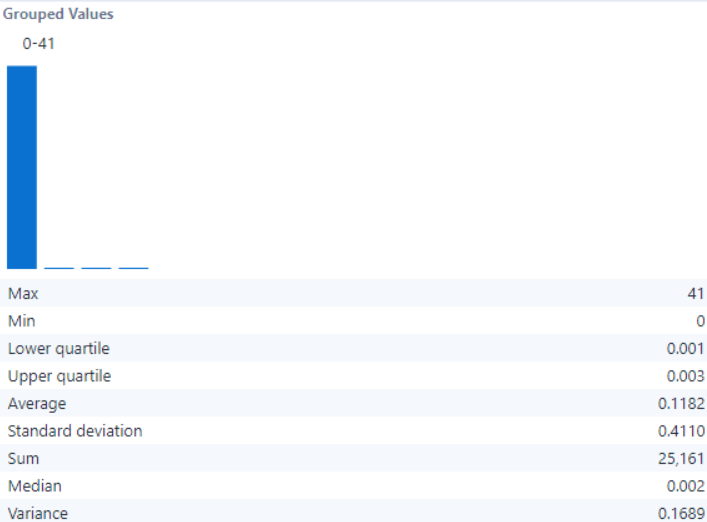 Grouped Values
0-41
Max 41
Min 0
Lower quartile 0.001
Upper quartile 0.003
Average 0.1182
Standard deviation 0.4110
Sum 25,161
Median 0.002
Variance 0.1689